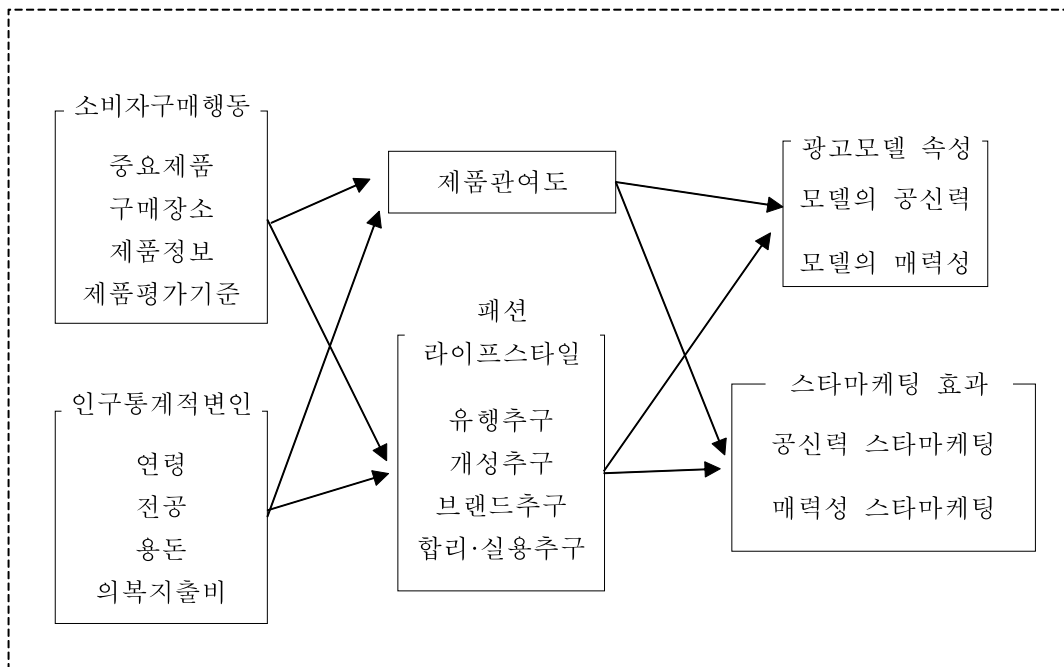 소비자구매행동
중요제품
구매장소
제품정보
제품평가기준
인구통계적변인
연령
전공
용돈
의복지출비
제품관여도
패션
라이프스타일
유행추구
개성추구
브랜드추구
합리·실용추구
광고모델 속성
모델의 공신력
모델의 매력성
스타마케팅 효과
공신력 스타마케팅
매력성 스타마케팅